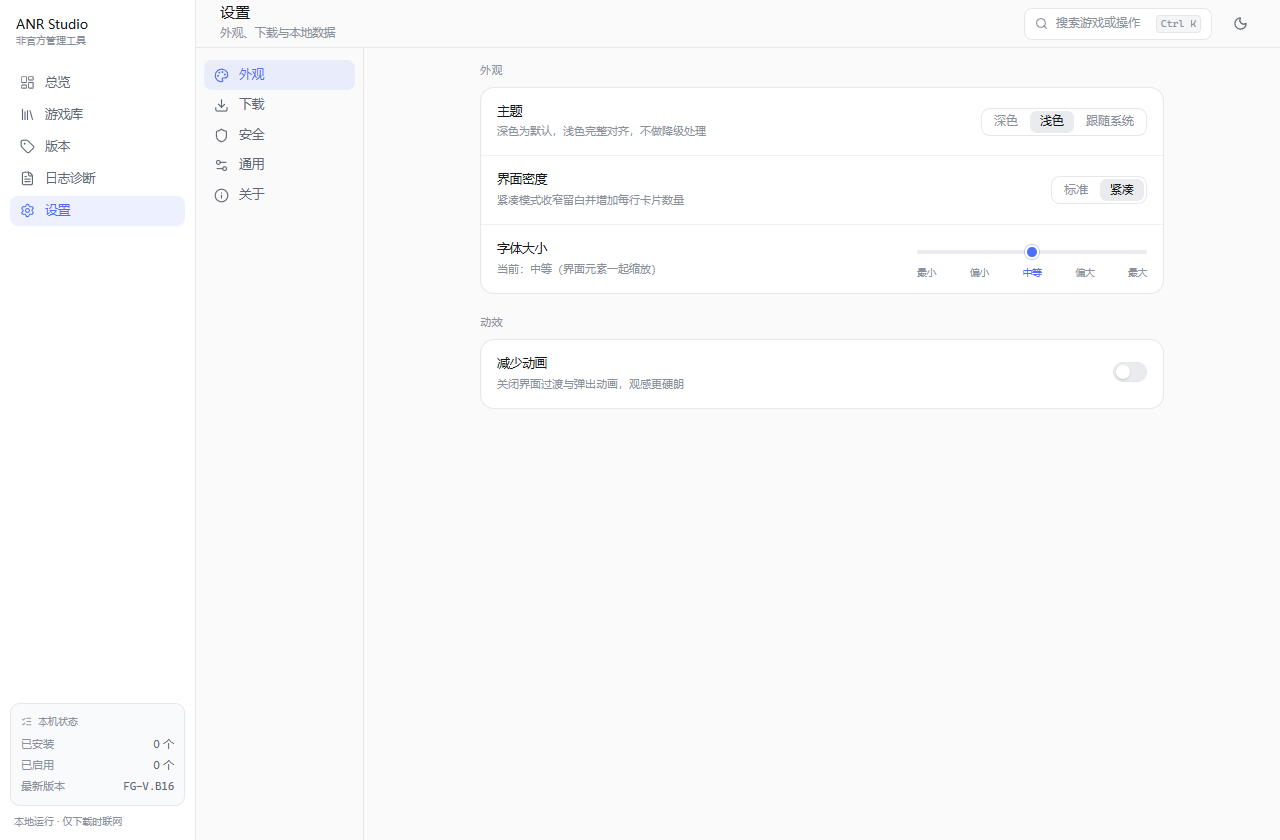 ANR Studio
非官方管理工具
总览
游戏库
版本
日志诊断
设置
本机状态
已安装 0 个
已启用 0 个
最新版本 FG-V.B16
本地运行 · 仅下载时联网
设置
外观、下载与本地数据
搜索游戏或操作 Ctrl K
外观
下载
安全
通用
关于
外观
主题
深色为默认，浅色完整对齐，不做降级处理
深色 浅色 跟随系统
界面密度
紧凑模式收窄留白并增加每行卡片数量
标准 紧凑
字体大小
当前：中等（界面元素一起缩放）
最小 偏小 中等 偏大 最大
动效
减少动画
关闭界面过渡与弹出动画，观感更硬朗